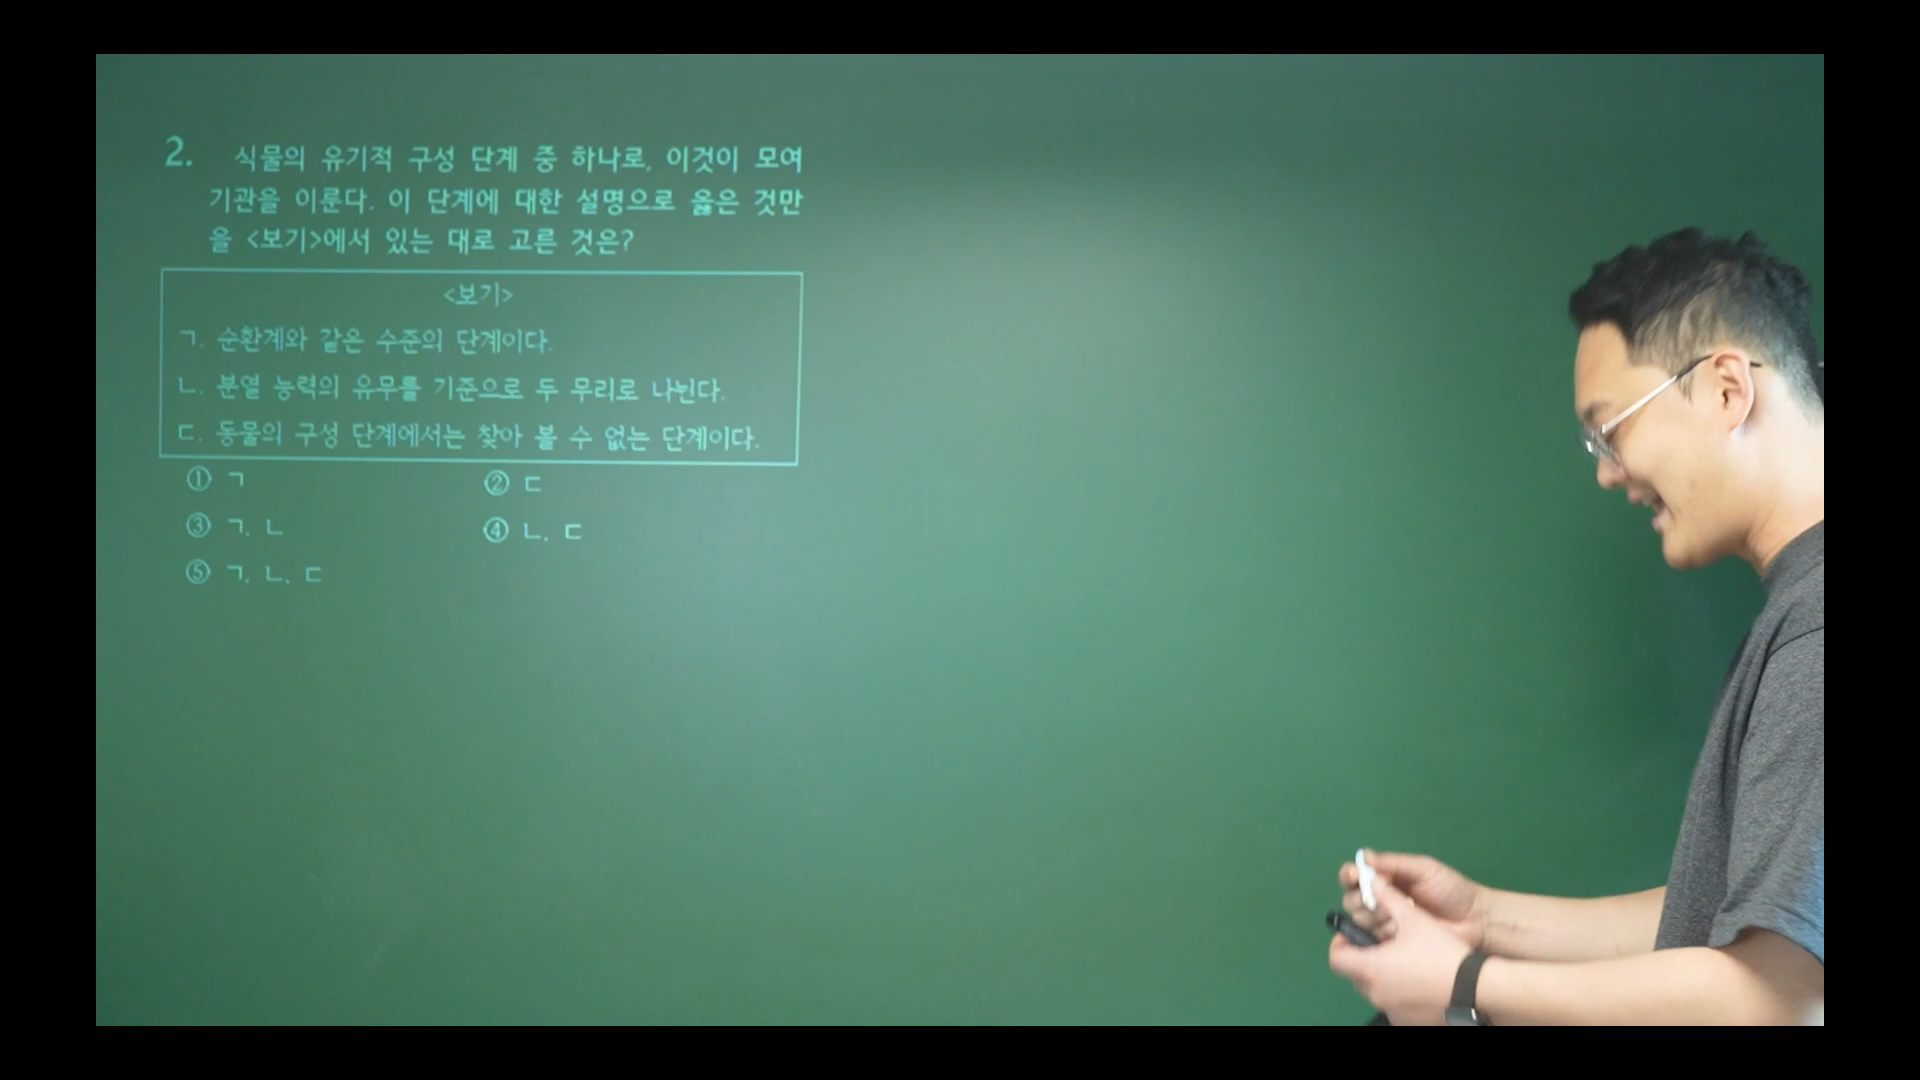 2. 식물의 유기적 구성 단계 중 하나로, 이것이 모여
기관을 이룬다. 이 단계에 대한 설명으로 옳은 것만
을 <보기>에서 있는 대로 고른 것은?
<보기>
ㄱ. 순환계와 같은 수준의 단계이다.
ㄴ. 분열 능력의 유무를 기준으로 두 무리로 나뉜다.
ㄷ. 동물의 구성 단계에서는 찾아 볼 수 없는 단계이다.
① ㄱ ② ㄷ
③ ㄱ, ㄴ ④ ㄴ, ㄷ
⑤ ㄱ, ㄴ, ㄷ